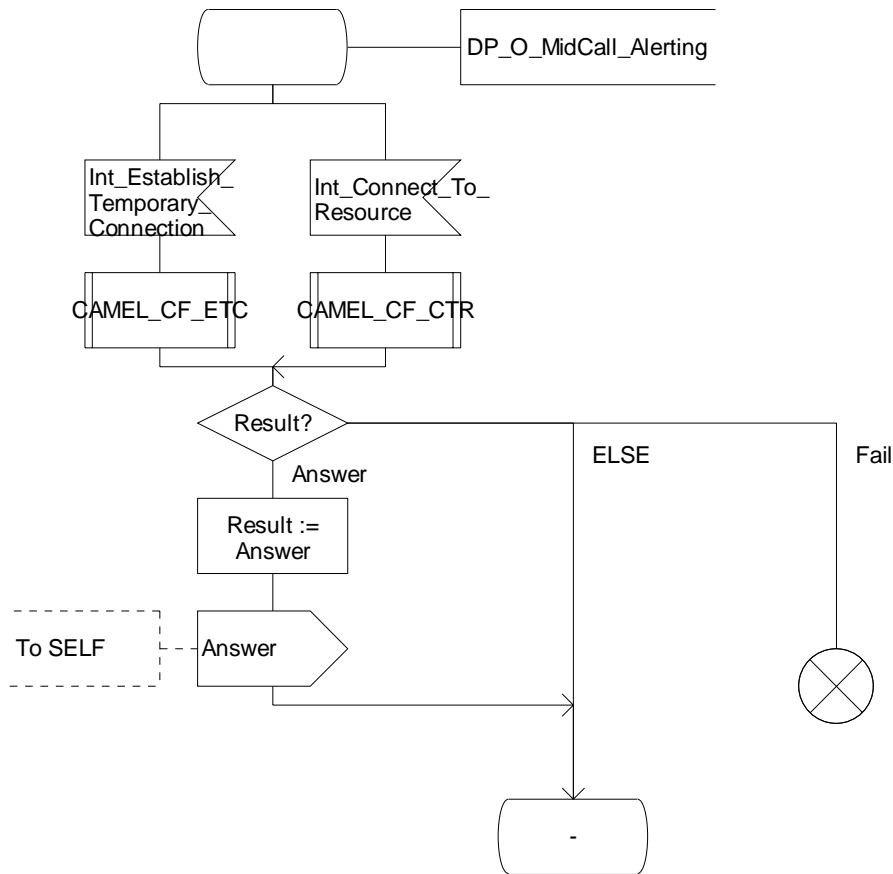 DP_O_MidCall_Alerting
Int_Establish_
Temporary_
Connection
Int_Connect_To_
Resource
CAMEL_CF_ETC
CAMEL_CF_CTR
Result?
ELSE
Fail
Answer
Result :=
Answer
To SELF
Answer
-